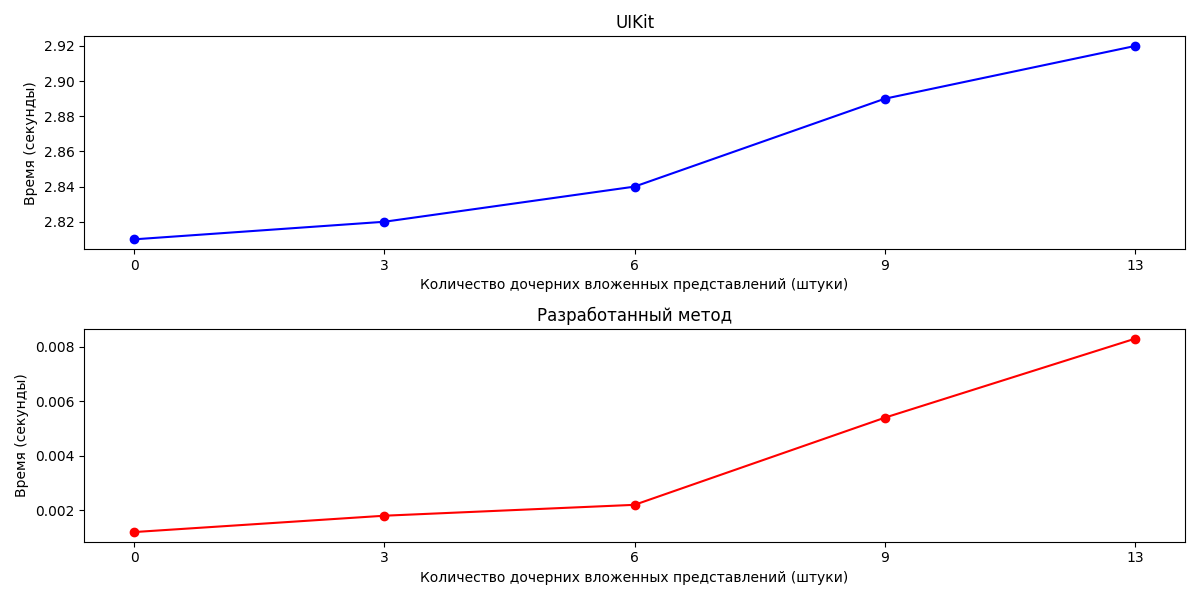 UIKit
Время (секунды)
2.92
2.90
2.88
2.86
2.84
2.82
0 3 6 9 13
Количество дочерних вложенных представлений (штуки)
Разработанный метод
Время (секунды)
0.008
0.006
0.004
0.002
0 3 6 9 13
Количество дочерних вложенных представлений (штуки)